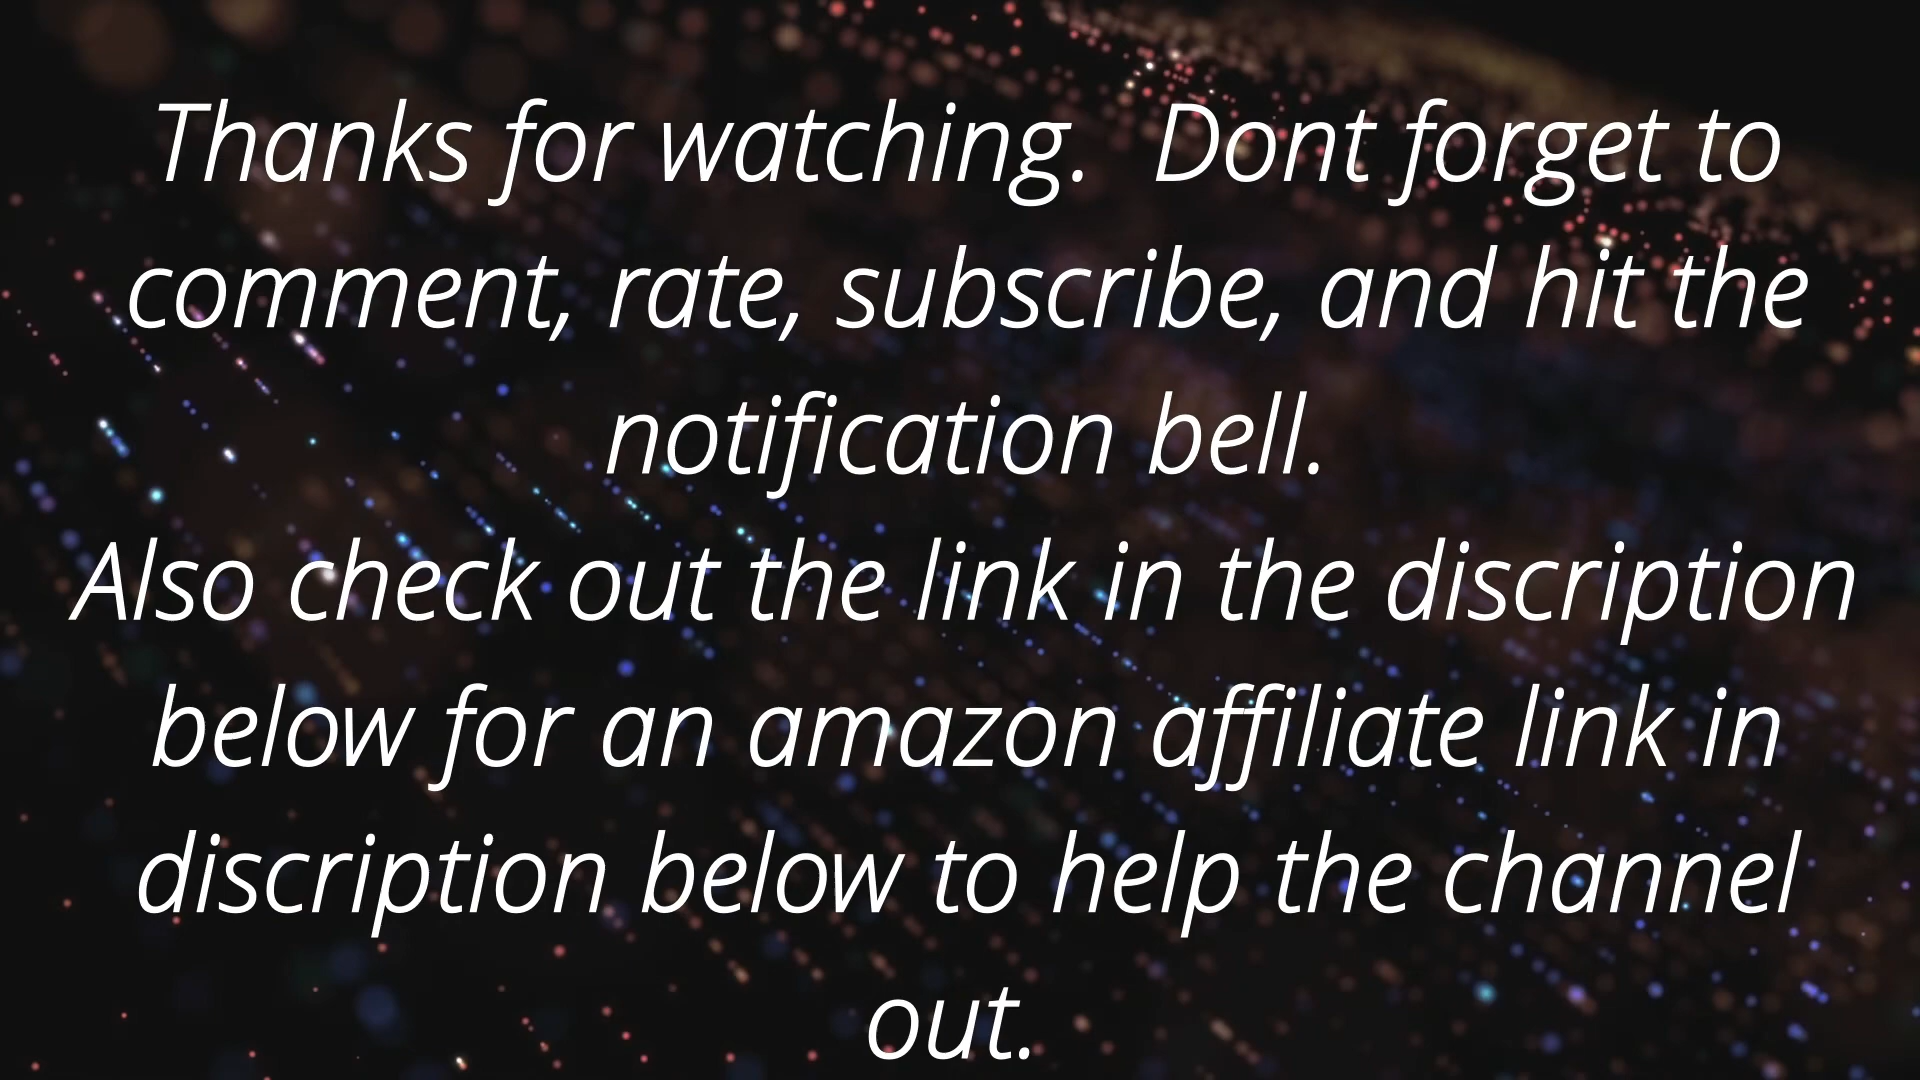 Thanks for watching.  Dont forget to
comment, rate, subscribe, and hit the
notification bell.
Also check out the link in the discription
below for an amazon affiliate link in
discription below to help the channel
out.